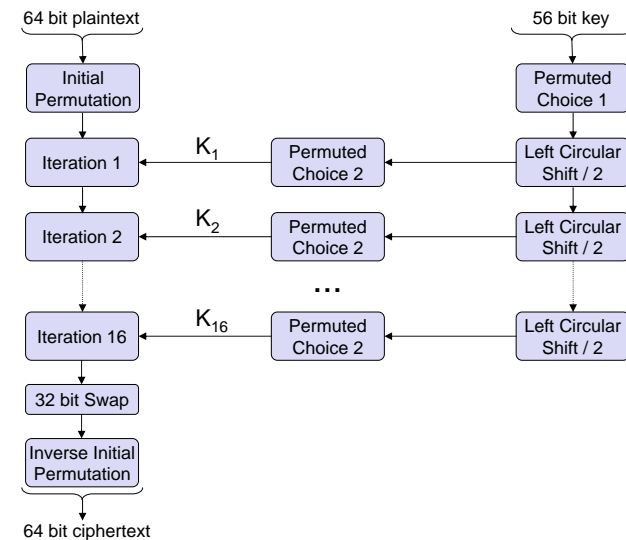 64 bit plaintext
56 bit key
Initial
Permutation
Permuted
Choice 1
Iteration 1
K1
Permuted
Choice 2
Left Circular
Shift / 2
Iteration 2
K2
Permuted
Choice 2
Left Circular
Shift / 2
...
Iteration 16
K16
Permuted
Choice 2
Left Circular
Shift / 2
32 bit Swap
Inverse Initial
Permutation
64 bit ciphertext